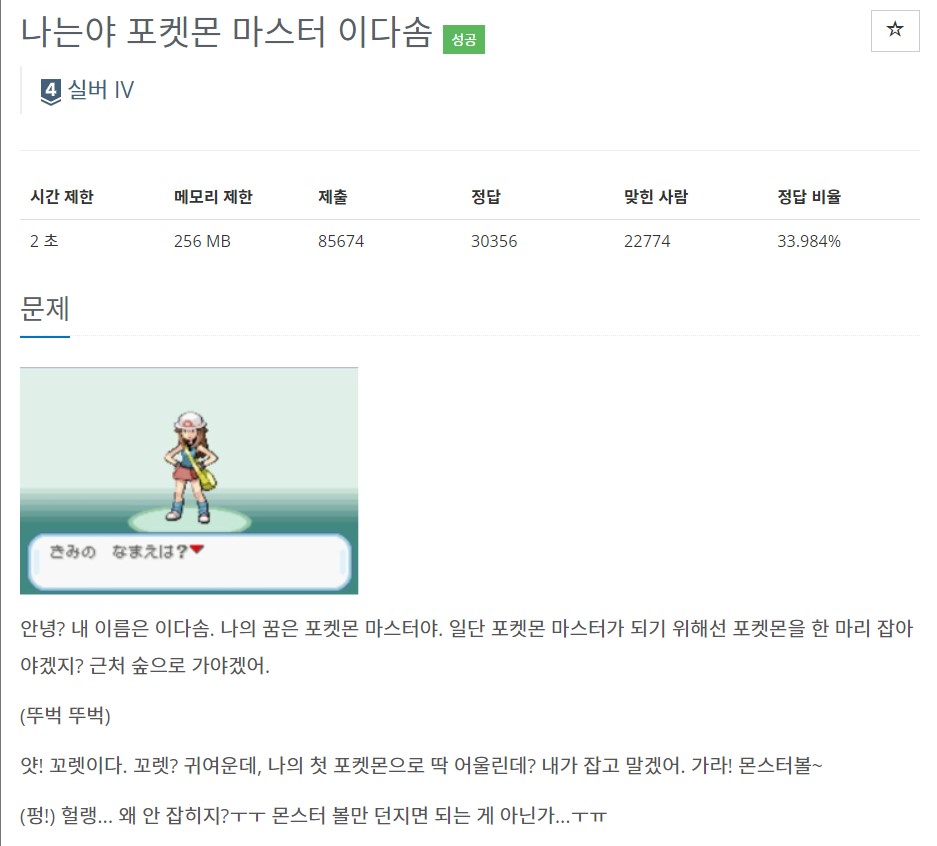 나는야 포켓몬 마스터 이다솜 성공
☆
4 실버 IV
시간 제한 메모리 제한 제출 정답 맞힌 사람 정답 비율
2 초 256 MB 85674 30356 22774 33.984%
문제
きみの なまえは?
안녕? 내 이름은 이다솜. 나의 꿈은 포켓몬 마스터야. 일단 포켓몬 마스터가 되기 위해선 포켓몬을 한 마리 잡아
야겠지? 근처 숲으로 가야겠어.
(뚜벅 뚜벅)
얏! 꼬렛이다. 꼬렛? 귀여운데, 나의 첫 포켓몬으로 딱 어울린데? 내가 잡고 말겠어. 가라! 몬스터볼~
(펑!) 헐랭... 왜 안 잡히지?ㅜㅜ 몬스터 볼만 던지면 되는 게 아닌가...ㅜㅠ